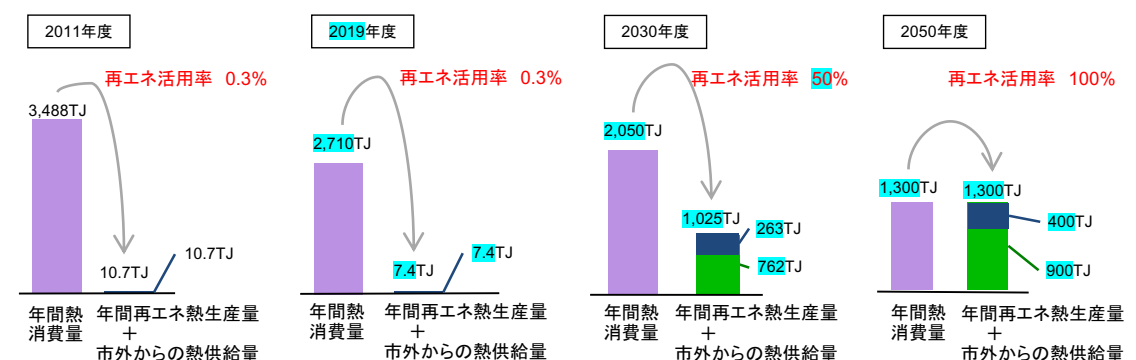 2011年度
再エネ活用率 0.3%
3,488TJ
10.7TJ
10.7TJ
年間熱
消費量
年間再エネ熱生産量
＋
市外からの熱供給量
2019年度
再エネ活用率 0.3%
2,710TJ
7.4TJ
7.4TJ
年間熱
消費量
年間再エネ熱生産量
＋
市外からの熱供給量
2030年度
再エネ活用率 50%
2,050TJ
1,025TJ
263TJ
762TJ
年間熱
消費量
年間再エネ熱生産量
＋
市外からの熱供給量
2050年度
再エネ活用率 100%
1,300TJ
1,300TJ
400TJ
900TJ
年間熱
消費量
年間再エネ熱生産量
＋
市外からの熱供給量